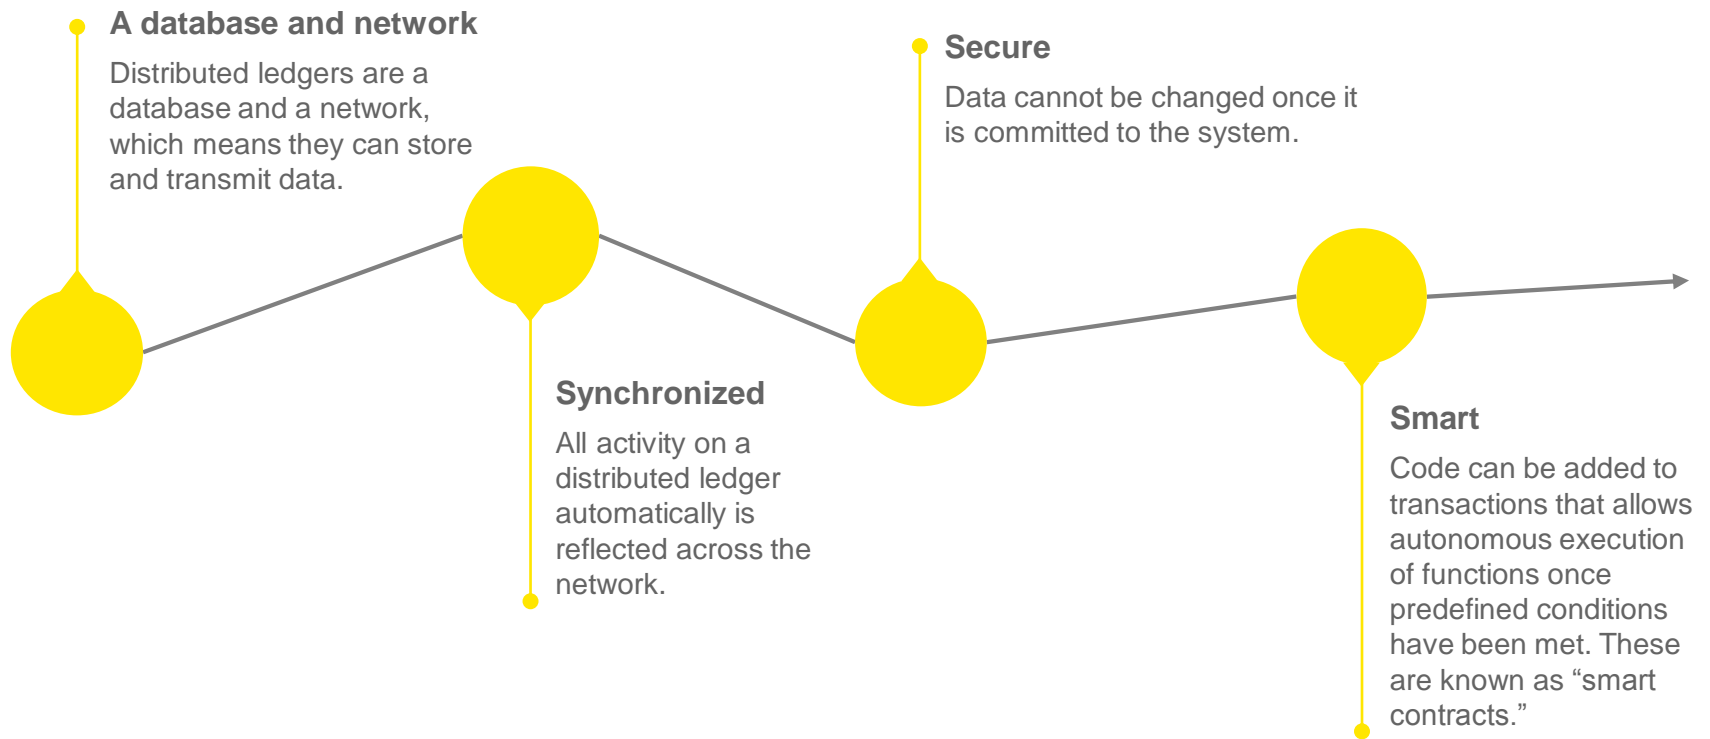 A database and network
Distributed ledgers are a
database and a network,
which means they can store
and transmit data.
Synchronized
All activity on a
distributed ledger
automatically is
reflected across the
network.
Secure
Data cannot be changed once it
is committed to the system.
Smart
Code can be added to
transactions that allows
autonomous execution
of functions once
predefined conditions
have been met. These
are known as “smart
contracts.”